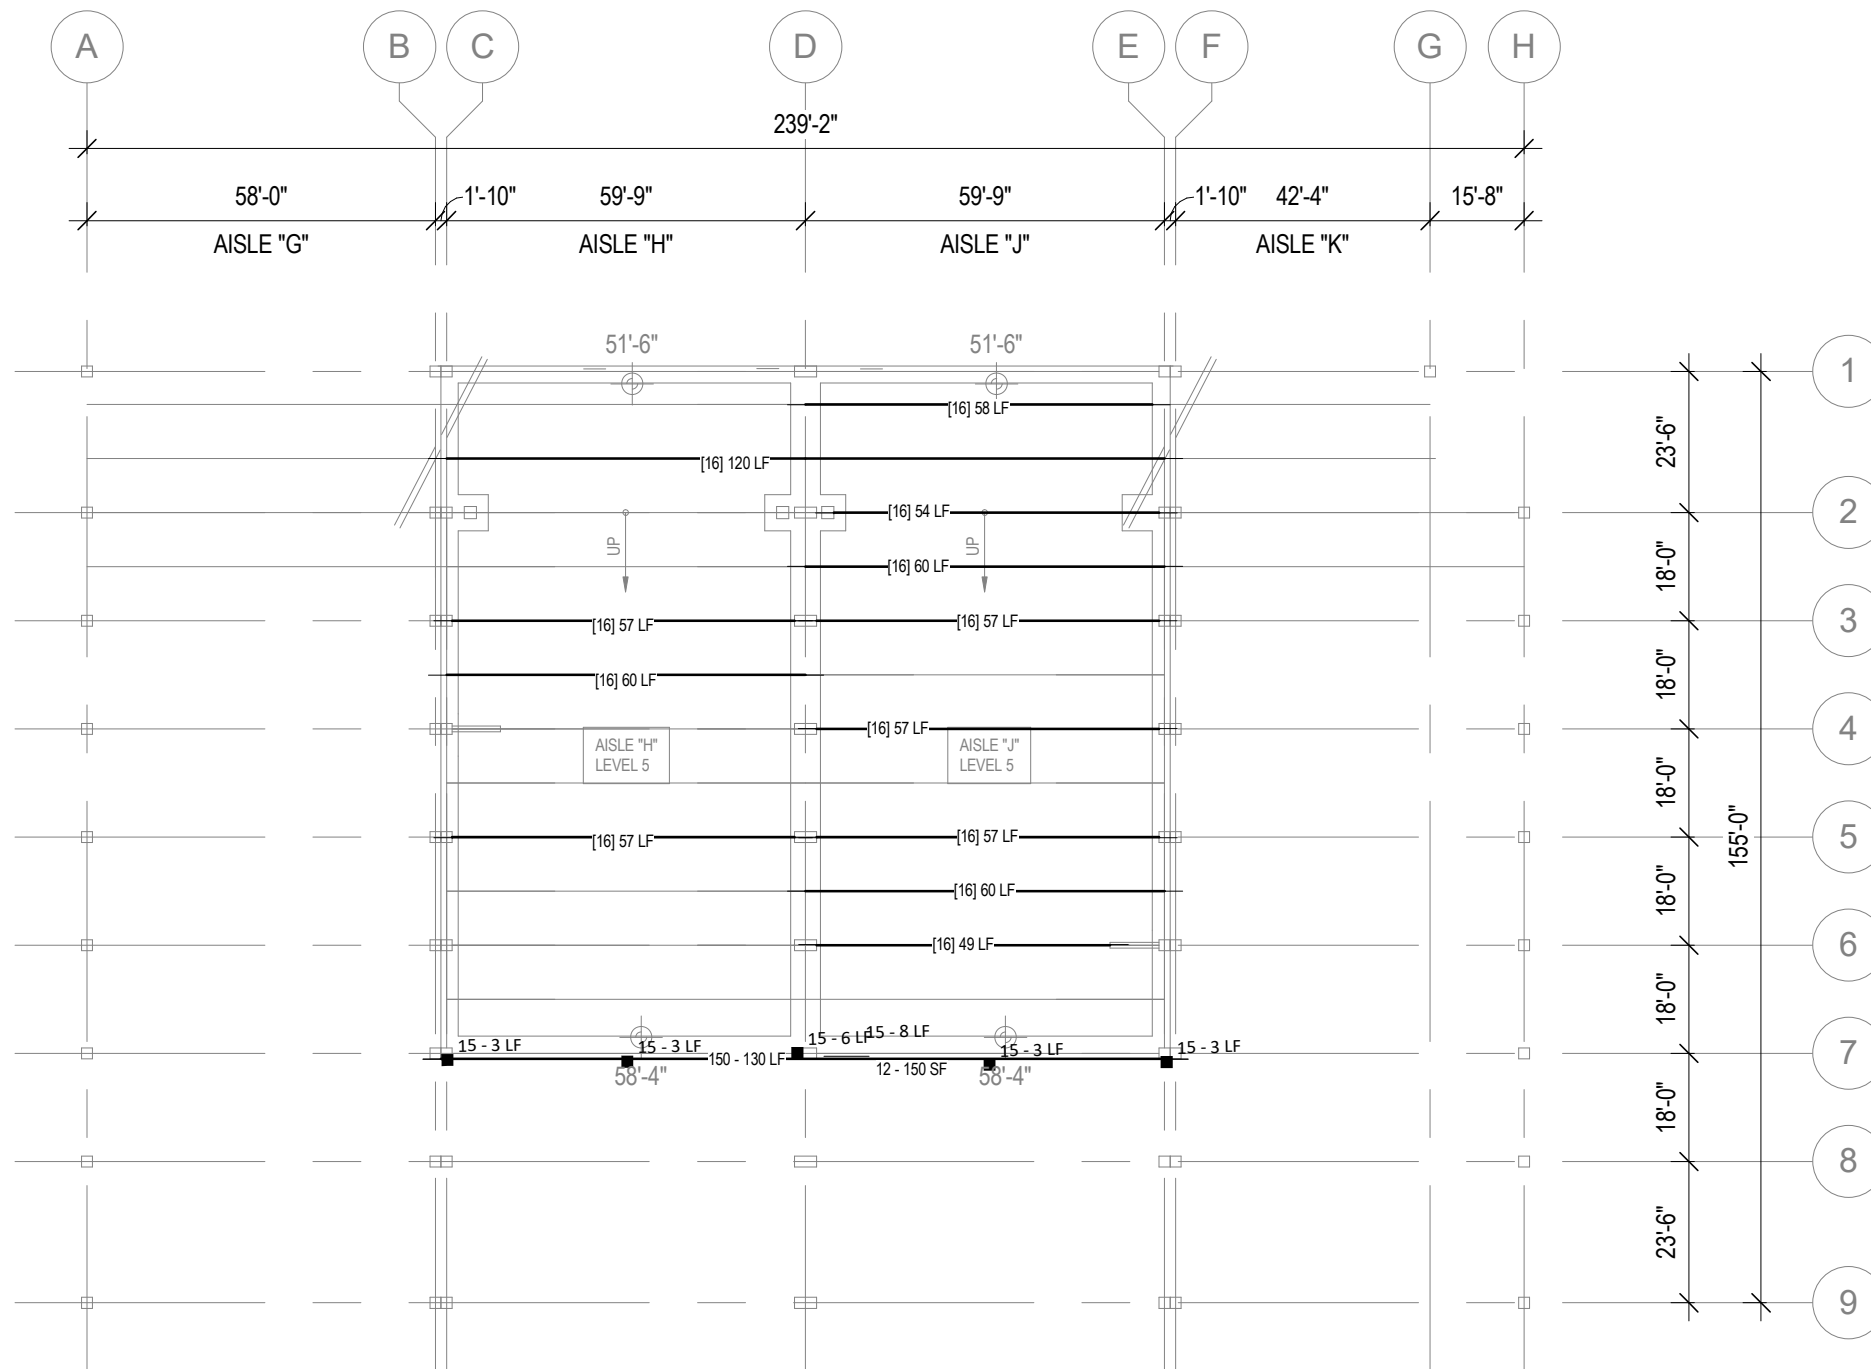 A B C D E F G H
239'-2"
58'-0" 1'-10" 59'-9" 59'-9" 1'-10" 42'-4" 15'-8"
AISLE "G" AISLE "H" AISLE "J" AISLE "K"
51'-6" 51'-6"
1
[16] 58 LF
23'-6"
[16] 120 LF
[16] 54 LF
2
UP UP
[16] 60 LF
18'-0"
[16] 57 LF [16] 57 LF
3
[16] 60 LF
18'-0"
[16] 57 LF
4
AISLE "H" AISLE "J"
LEVEL 5 LEVEL 5
18'-0"
155'-0"
[16] 57 LF [16] 57 LF
5
[16] 60 LF
18'-0"
[16] 49 LF
6
18'-0"
15 - 3 LF 15 - 3 LF 15 - 6 LF 15 - 8 LF 15 - 3 LF 15 - 3 LF
7
150 - 130 LF 12 - 150 SF
58'-4" 58'-4"
18'-0"
8
23'-6"
9